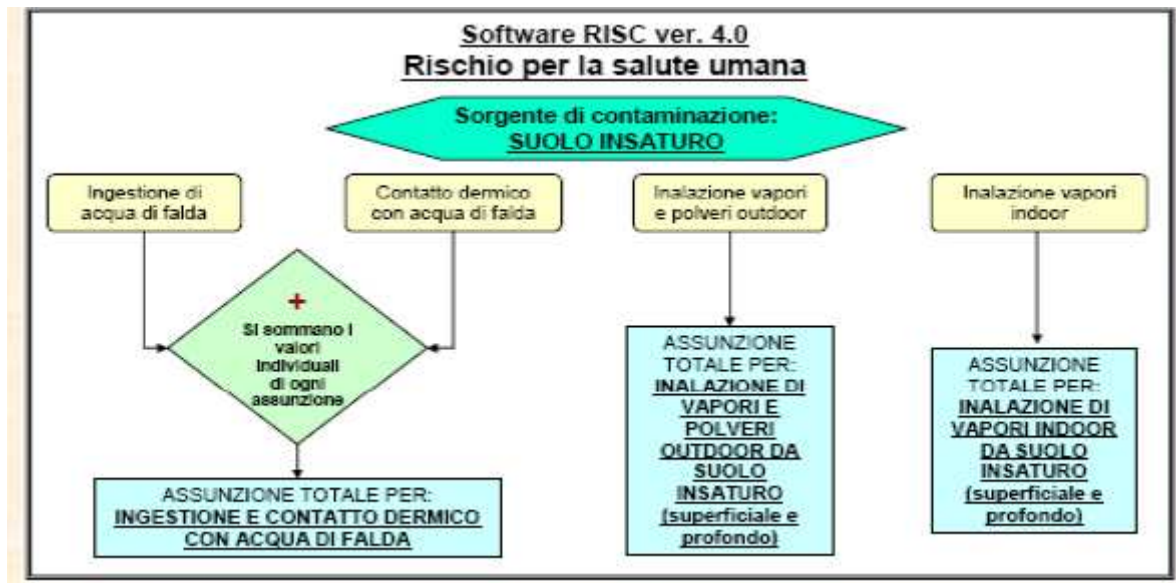 Software RISC ver. 4.0
Rischio per la salute umana
Sorgente di contaminazione:
SUOLO INSATURO
Ingestione di
acqua di falda
Contatto dermico
con acqua di falda
Inalazione vapori
e polveri outdoor
Inalazione vapori
indoor
+
Si sommano i
valori
individuali
di ogni
assunzione
ASSUNZIONE TOTALE PER:
INGESTIONE E CONTATTO DERMICO
CON ACQUA DI FALDA
ASSUNZIONE
TOTALE PER:
INALAZIONE DI
VAPORI E
POLVERI
OUTDOOR DA
SUOLO
INSATURO
(superficiale e
profondo)
ASSUNZIONE
TOTALE PER:
INALAZIONE DI
VAPORI INDOOR
DA SUOLO
INSATURO
(superficiale e
profondo)